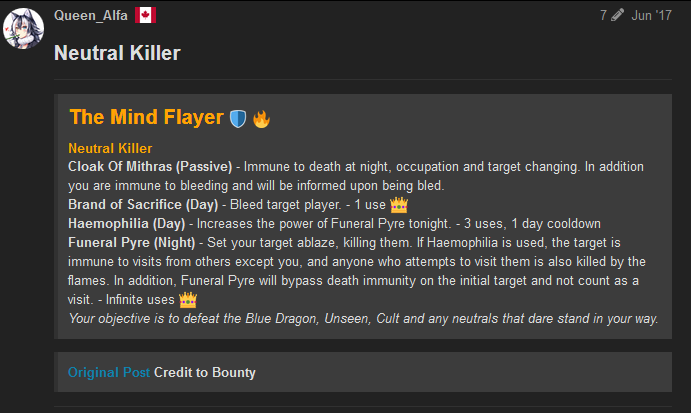 Queen_Alfa 7 Jun '17
Neutral Killer
The Mind Flayer
Neutral Killer
Cloak Of Mithras (Passive) - Immune to death at night, occupation and target changing. In addition
you are immune to bleeding and will be informed upon being bled.
Brand of Sacrifice (Day) - Bleed target player. - 1 use
Haemophilia (Day) - Increases the power of Funeral Pyre tonight. - 3 uses, 1 day cooldown
Funeral Pyre (Night) - Set your target ablaze, killing them. If Haemophilia is used, the target is
immune to visits from others except you, and anyone who attempts to visit them is also killed by the
flames. In addition, Funeral Pyre will bypass death immunity on the initial target and not count as a
visit. - Infinite uses
Your objective is to defeat the Blue Dragon, Unseen, Cult and any neutrals that dare stand in your way.
Original Post Credit to Bounty